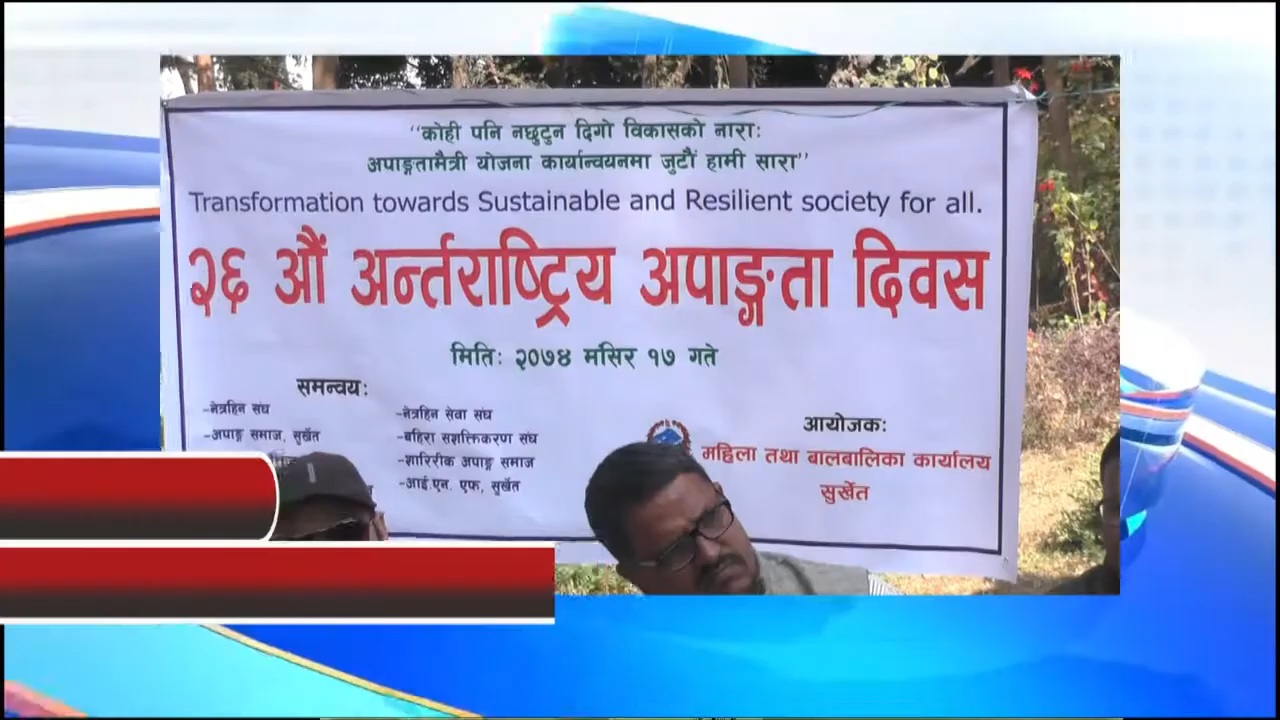 “कोही पनि नछुटुन दिगो विकासको नाराः
अपाङ्गतामैत्री योजना कार्यान्वयनमा जुटौं हामी सारा”
Transformation towards Sustainable and Resilient society for all.
२६ औं अर्न्तराष्ट्रिय अपाङ्गता दिवस
मितिः २०७४ मंसिर १७ गते
समन्वयः
-नेत्रहिन संघ
-अपाङ्ग समाज, सुर्खेत
-नेत्रहिन सेवा संघ
-बहिरा सशक्तिकरण संघ
-शारिरीक अपाङ्ग समाज
-आई.एन. एफ, सुर्खेत
आयोजकः
महिला तथा बालबालिका कार्यालय
सुर्खेत